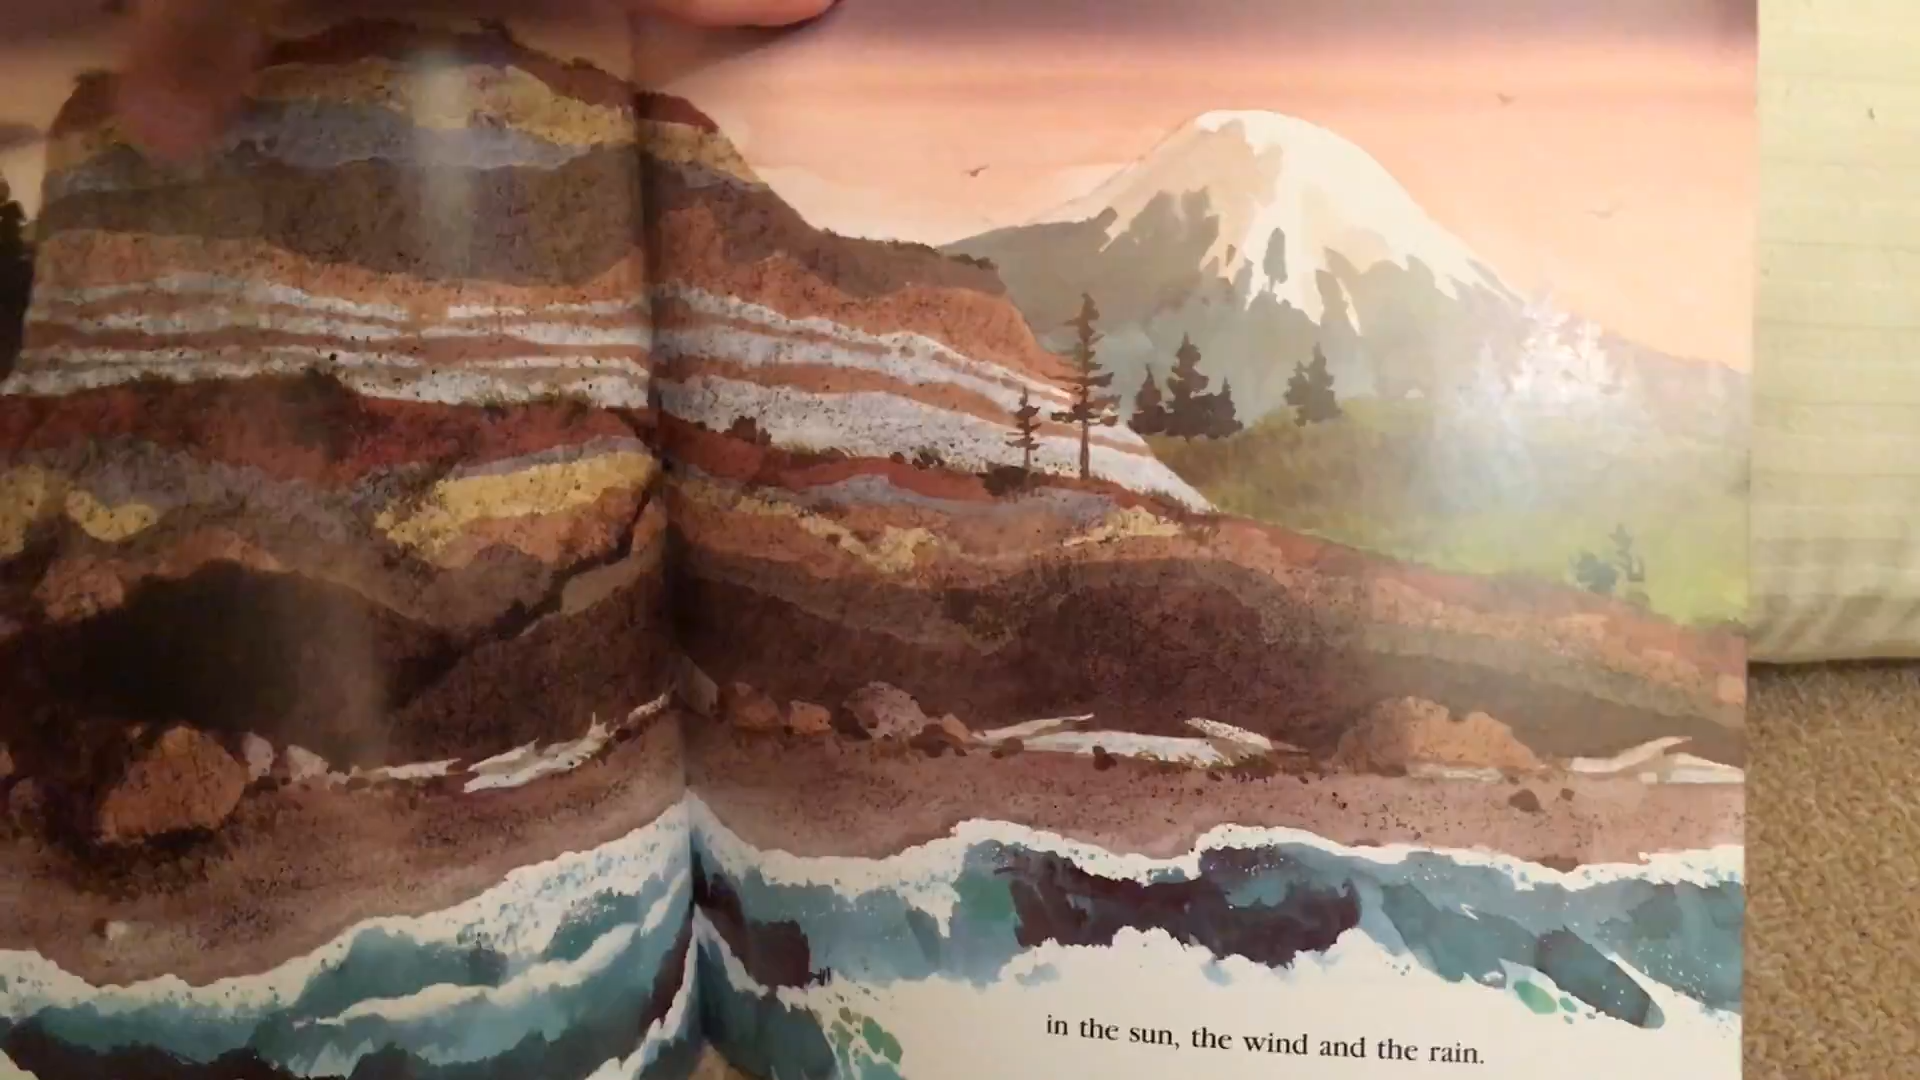 in the sun, the wind and the rain.